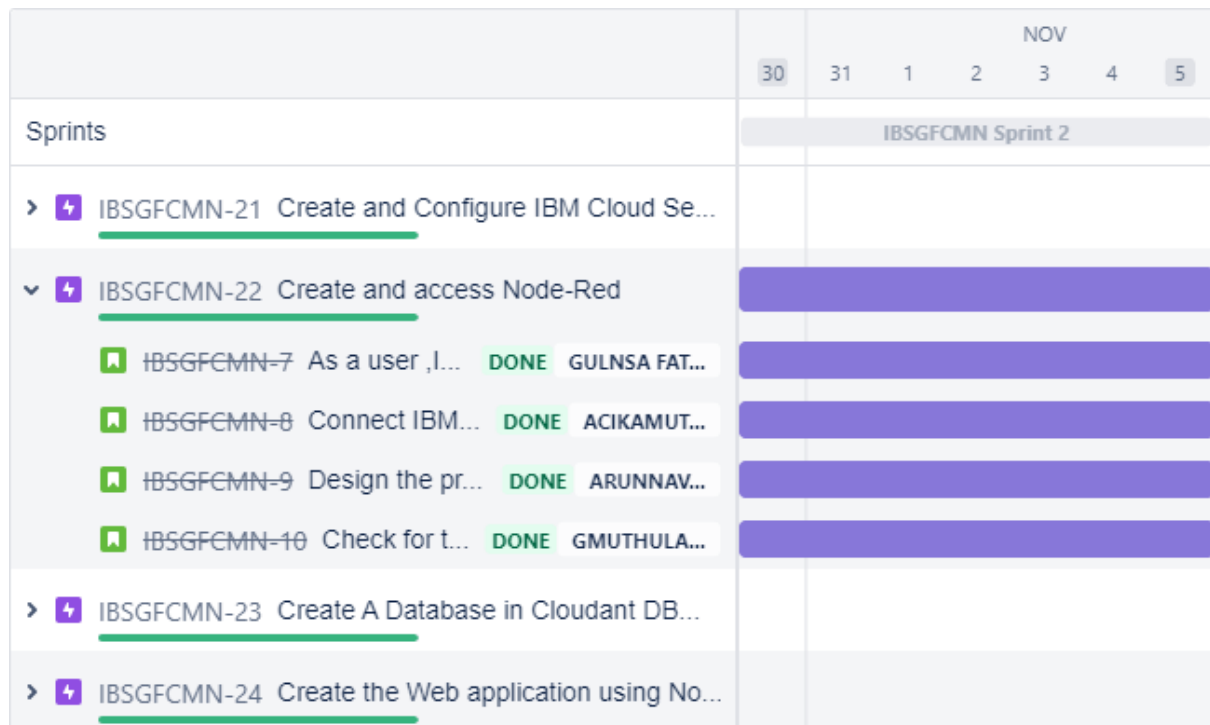 NOV
30 31 1 2 3 4 5
Sprints IBSGFCMN Sprint 2
IBSGFCMN-21 Create and Configure IBM Cloud Se...
IBSGFCMN-22 Create and access Node-Red
IBSGFCMN-7 As a user ,I... DONE GULNSA FAT...
IBSGFCMN-8 Connect IBM... DONE ACIKAMUT...
IBSGFCMN-9 Design the pr... DONE ARUNNAV...
IBSGFCMN-10 Check for t... DONE GMUTHULA...
IBSGFCMN-23 Create A Database in Cloudant DB...
IBSGFCMN-24 Create the Web application using No...